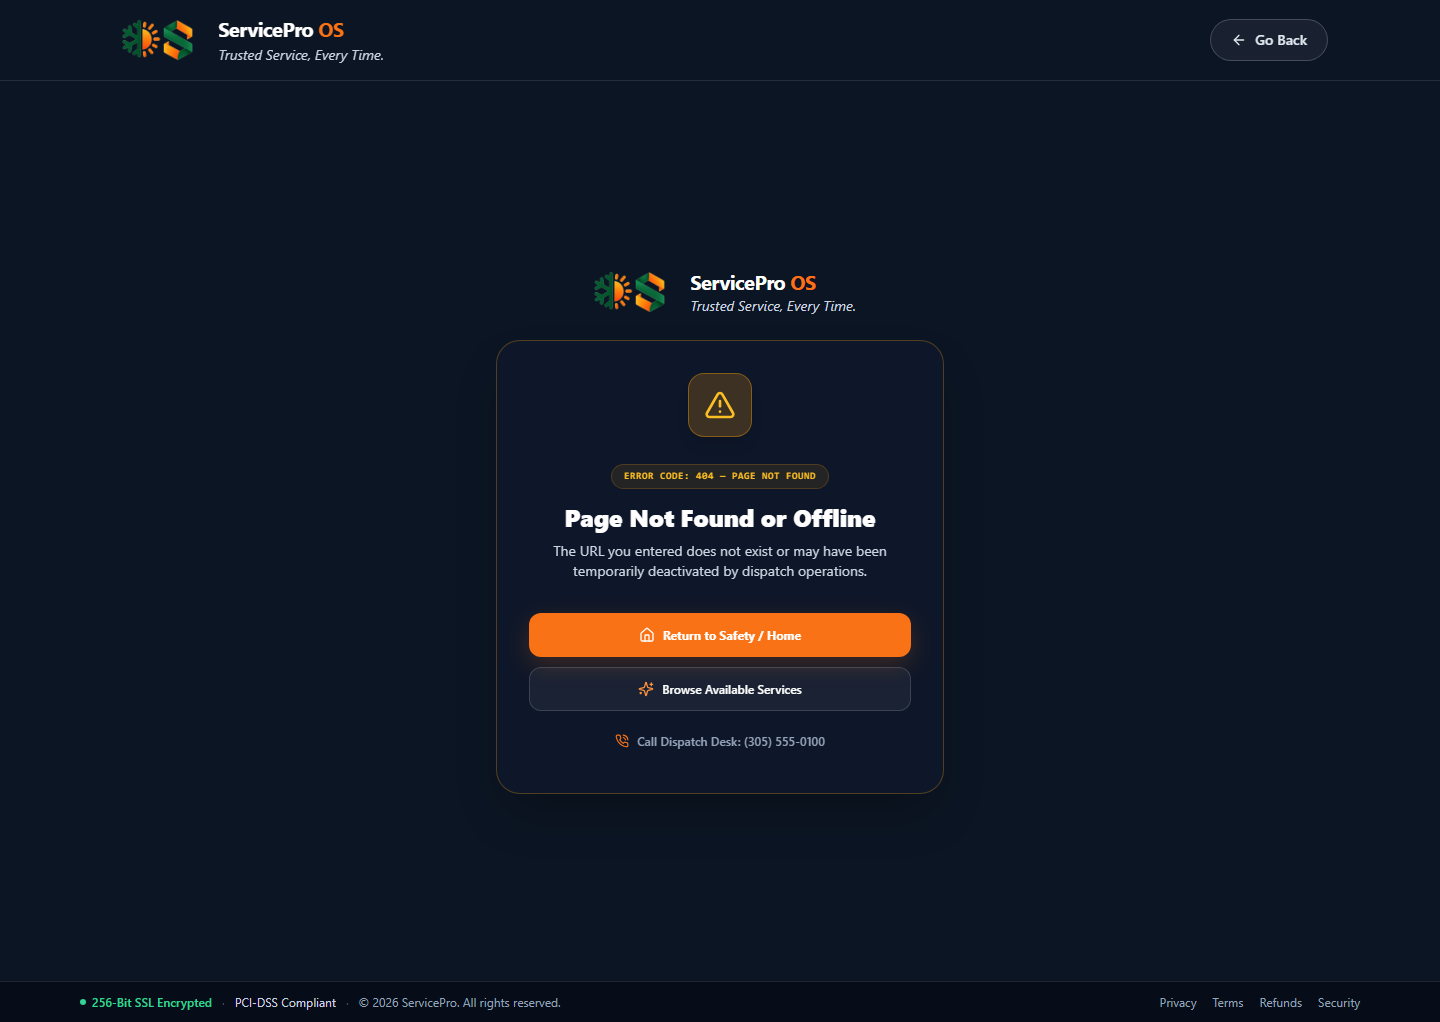 ServicePro OS
Trusted Service, Every Time.
Go Back
ServicePro OS
Trusted Service, Every Time.
ERROR CODE: 404 — PAGE NOT FOUND
Page Not Found or Offline
The URL you entered does not exist or may have been
temporarily deactivated by dispatch operations.
Return to Safety / Home
Browse Available Services
Call Dispatch Desk: (305) 555-0100
256-Bit SSL Encrypted · PCI-DSS Compliant · © 2026 ServicePro. All rights reserved.
Privacy Terms Refunds Security